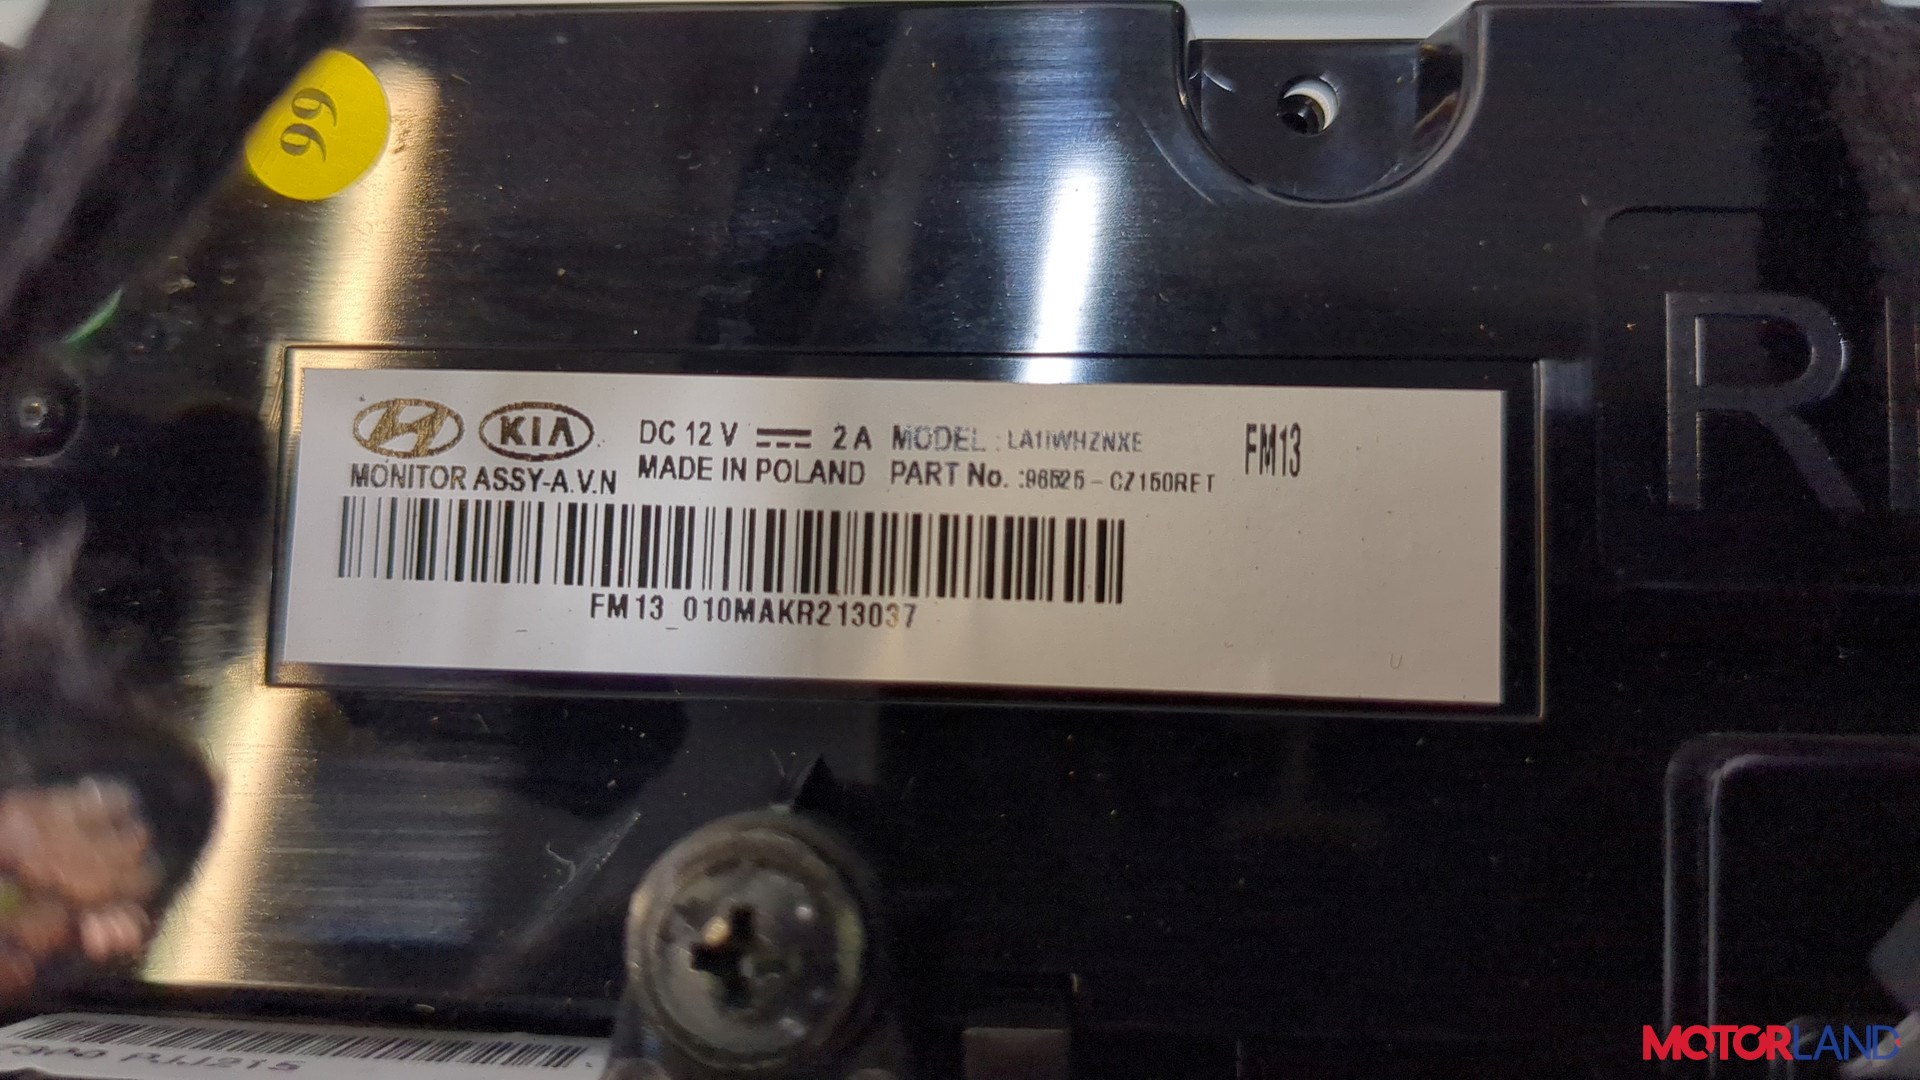 99
KIA
DC 12 V 2 A MODEL : LA11WHZNXE
FM13
MONITOR ASSY-A.V.N MADE IN POLAND PART No. :96525-CZ150RET
FM13_010MAKR213037
R
MOTORLAND